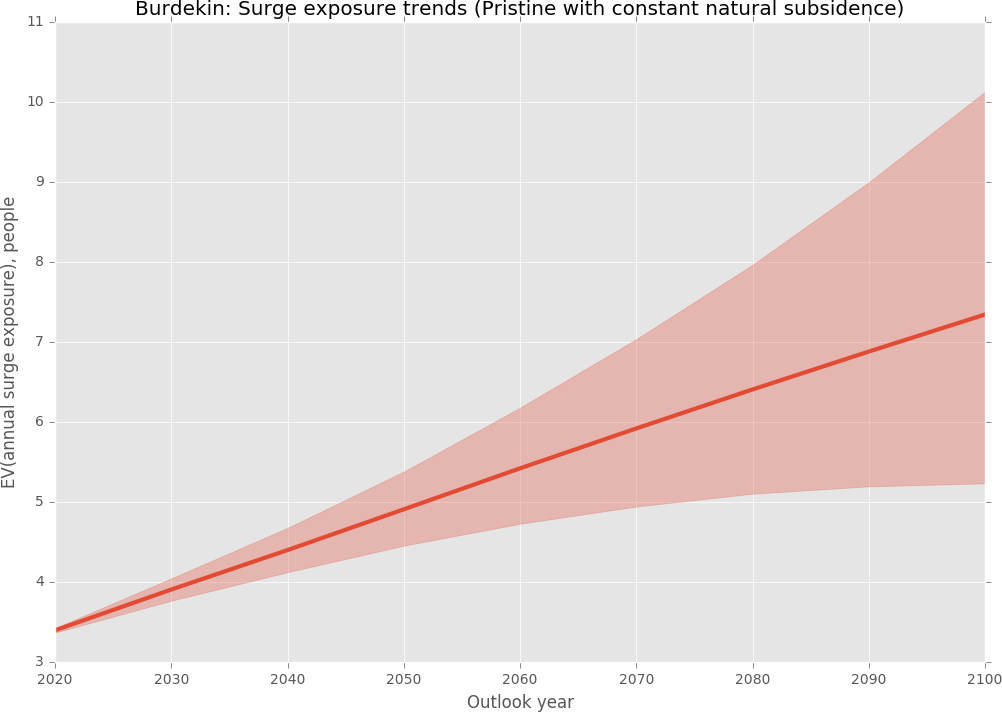 Burdekin: Surge exposure trends (Pristine with constant natural subsidence)
EV(annual surge exposure), people
11
10
9
8
7
6
5
4
3
2020 2030 2040 2050 2060 2070 2080 2090 2100
Outlook year